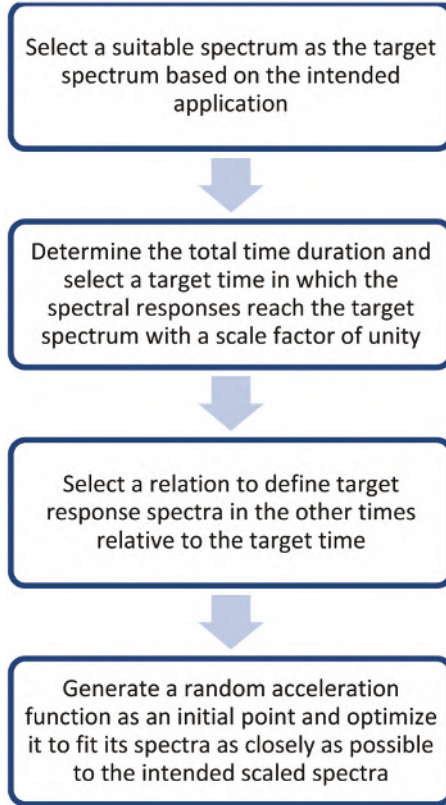 Select a suitable spectrum as the target
spectrum based on the intended
application
Determine the total time duration and
select a target time in which the
spectral responses reach the target
spectrum with a scale factor of unity
Select a relation to define target
response spectra in the other times
relative to the target time
Generate a random acceleration
function as an initial point and optimize
it to fit its spectra as closely as possible
to the intended scaled spectra